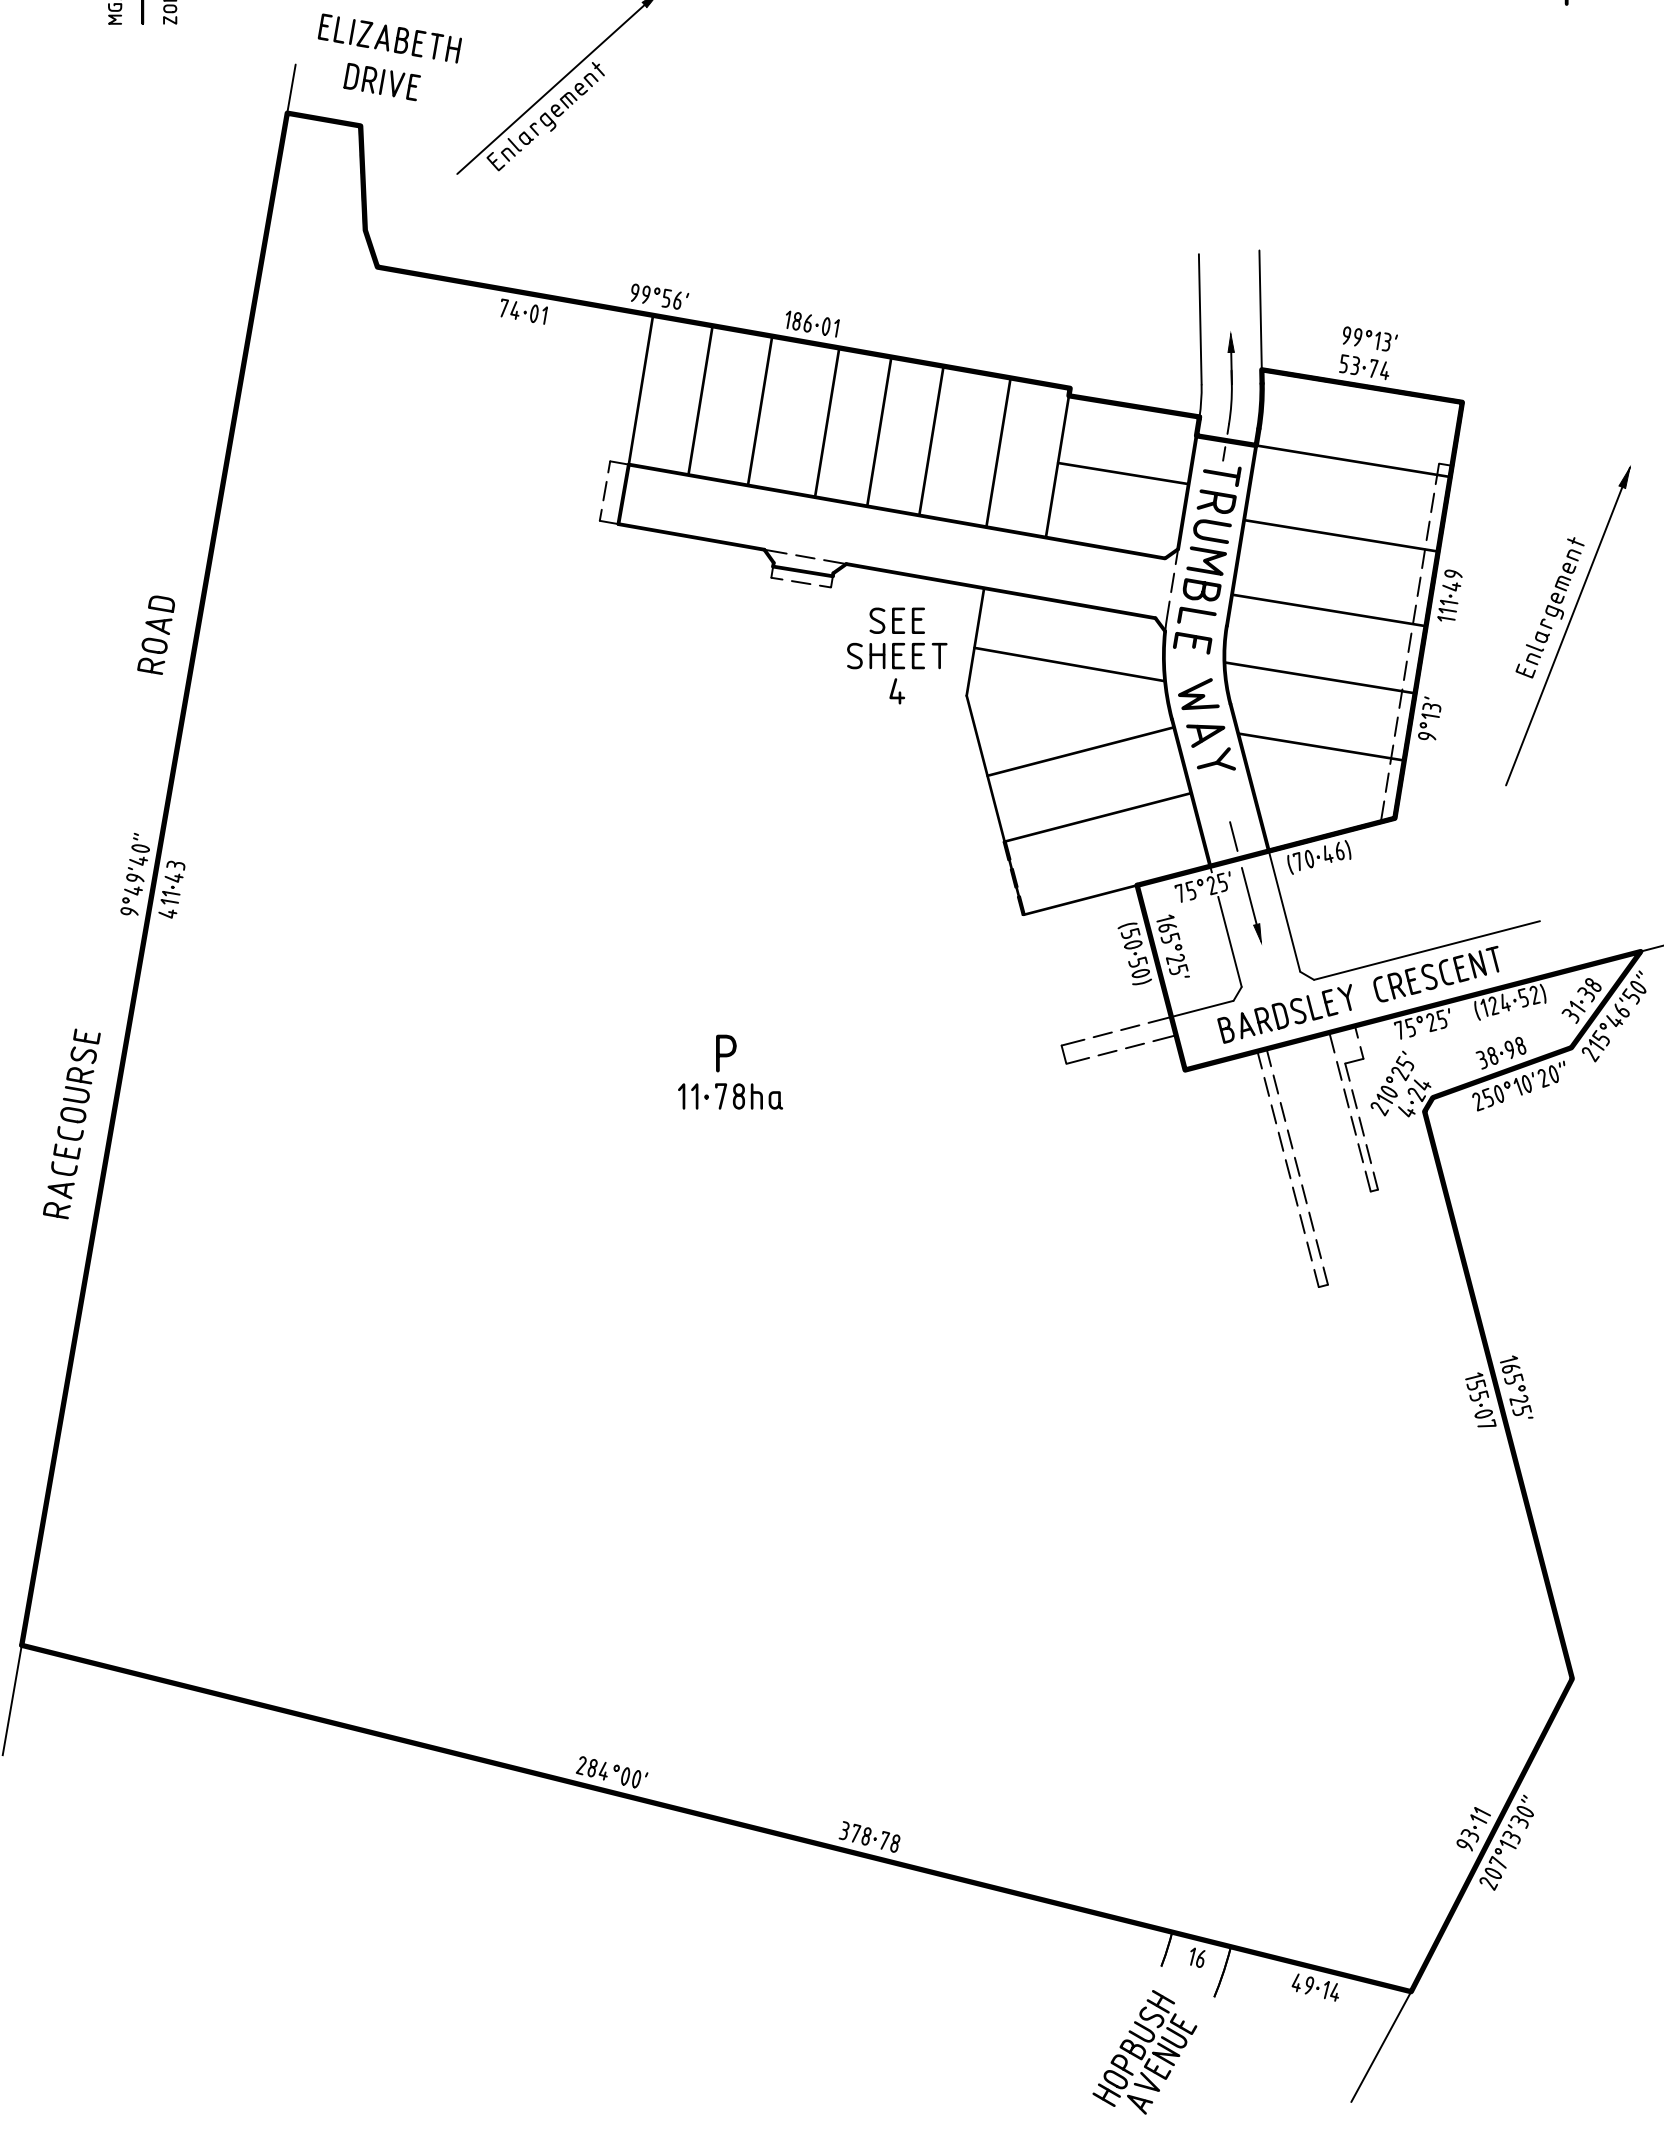 MG
ZO
ELIZABETH
DRIVE
Enlargement
99°56'
74·01
186·01
99°13'
53·74
TRUMBLE WAY
SEE
SHEET
4
111·49
9°13'
Enlargement
ROAD
9°49'40"
411·43
RACECOURSE
75°25'
(70·46)
165°25'
(50·50)
BARDSLEY CRESCENT
75°25'
(124·52)
31·38
215°46'50"
38·98
250°10'20"
210°25'
4·24
P
11·78ha
165°25'
155·07
284°00'
378·78
93·11
207°13'30"
16
49·14
HOPBUSH
AVENUE